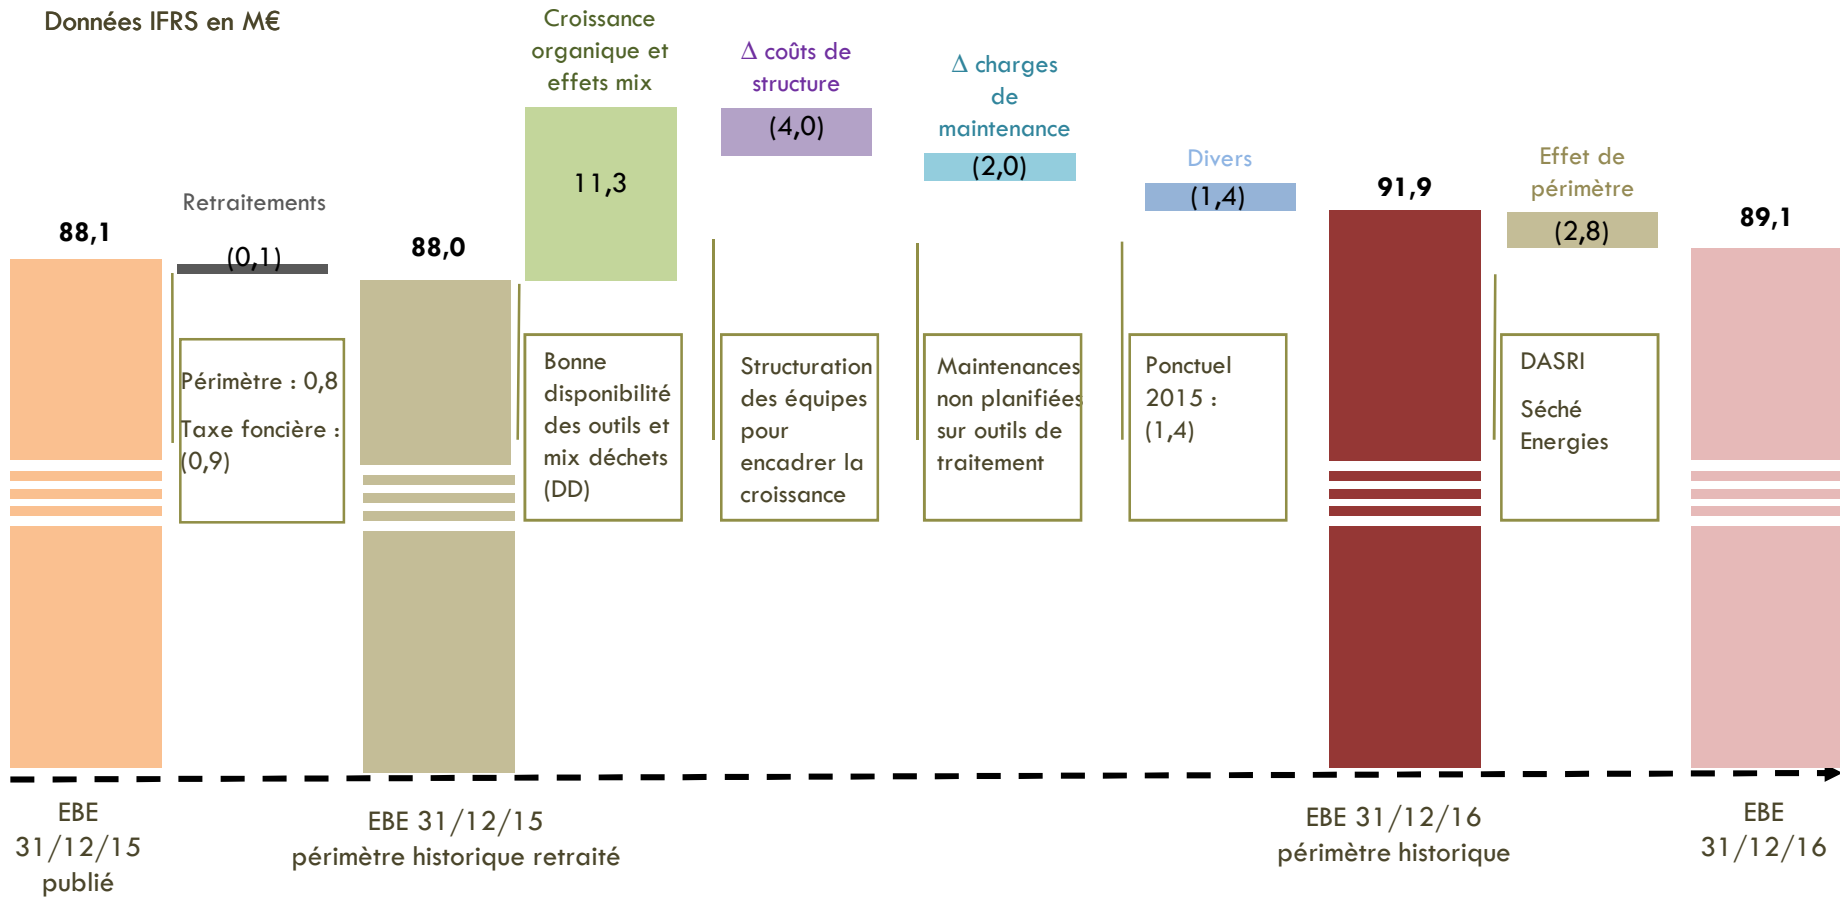 Données IFRS en M€
Croissance
organique et
effets mix
Δ coûts de
structure
Δ charges
de
maintenance
Divers
Effet de
périmètre
Retraitements
88,1
(0,1)
88,0
11,3
(4,0)
(2,0)
(1,4)
91,9
(2,8)
89,1
Périmètre : 0,8
Taxe foncière :
(0,9)
Bonne
disponibilité
des outils et
mix déchets
(DD)
Structuration
des équipes
pour
encadrer la
croissance
Maintenances
non planifiées
sur outils de
traitement
Ponctuel
2015 :
(1,4)
DASRI
Séché
Energies
EBE
31/12/15
publié
EBE 31/12/15
périmètre historique retraité
EBE 31/12/16
périmètre historique
EBE
31/12/16